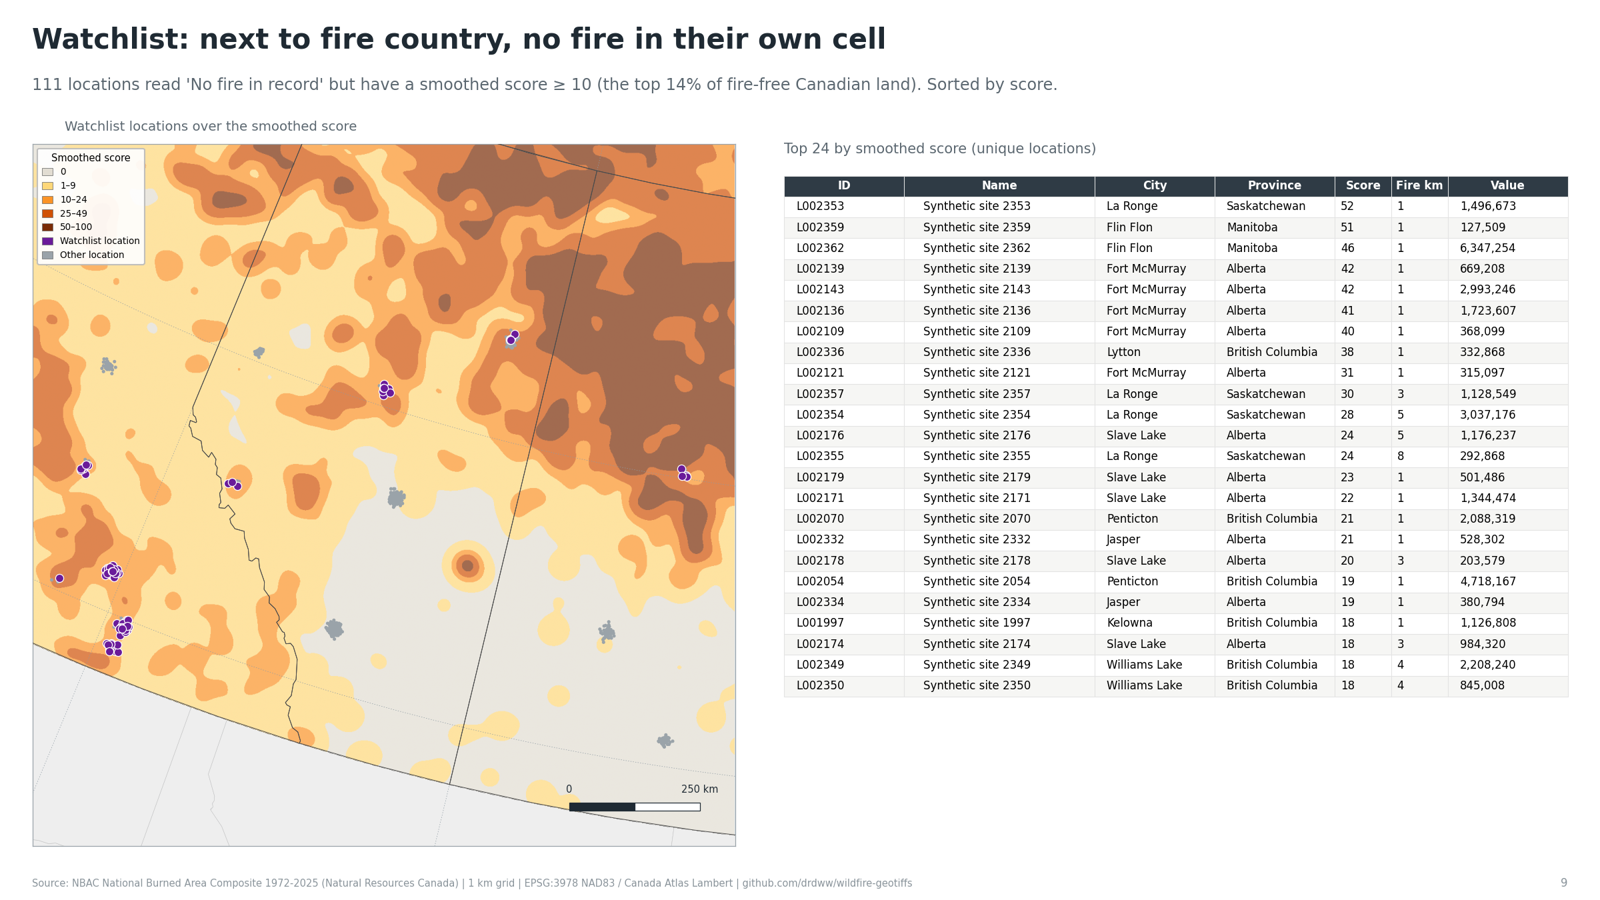 Watchlist: next to fire country, no fire in their own cell
111 locations read 'No fire in record' but have a smoothed score ≥ 10 (the top 14% of fire-free Canadian land). Sorted by score.
Watchlist locations over the smoothed score
Smoothed score
0
1–9
10–24
25–49
50–100
Watchlist location
Other location
0 250 km
Top 24 by smoothed score (unique locations)
ID Name City Province Score Fire km Value
L002353 Synthetic site 2353 La Ronge Saskatchewan 52 1 1,496,673
L002359 Synthetic site 2359 Flin Flon Manitoba 51 1 127,509
L002362 Synthetic site 2362 Flin Flon Manitoba 46 1 6,347,254
L002139 Synthetic site 2139 Fort McMurray Alberta 42 1 669,208
L002143 Synthetic site 2143 Fort McMurray Alberta 42 1 2,993,246
L002136 Synthetic site 2136 Fort McMurray Alberta 41 1 1,723,607
L002109 Synthetic site 2109 Fort McMurray Alberta 40 1 368,099
L002336 Synthetic site 2336 Lytton British Columbia 38 1 332,868
L002121 Synthetic site 2121 Fort McMurray Alberta 31 1 315,097
L002357 Synthetic site 2357 La Ronge Saskatchewan 30 3 1,128,549
L002354 Synthetic site 2354 La Ronge Saskatchewan 28 5 3,037,176
L002176 Synthetic site 2176 Slave Lake Alberta 24 5 1,176,237
L002355 Synthetic site 2355 La Ronge Saskatchewan 24 8 292,868
L002179 Synthetic site 2179 Slave Lake Alberta 23 1 501,486
L002171 Synthetic site 2171 Slave Lake Alberta 22 1 1,344,474
L002070 Synthetic site 2070 Penticton British Columbia 21 1 2,088,319
L002332 Synthetic site 2332 Jasper Alberta 21 1 528,302
L002178 Synthetic site 2178 Slave Lake Alberta 20 3 203,579
L002054 Synthetic site 2054 Penticton British Columbia 19 1 4,718,167
L002334 Synthetic site 2334 Jasper Alberta 19 1 380,794
L001997 Synthetic site 1997 Kelowna British Columbia 18 1 1,126,808
L002174 Synthetic site 2174 Slave Lake Alberta 18 3 984,320
L002349 Synthetic site 2349 Williams Lake British Columbia 18 4 2,208,240
L002350 Synthetic site 2350 Williams Lake British Columbia 18 4 845,008
Source: NBAC National Burned Area Composite 1972-2025 (Natural Resources Canada) | 1 km grid | EPSG:3978 NAD83 / Canada Atlas Lambert | github.com/drdww/wildfire-geotiffs
9